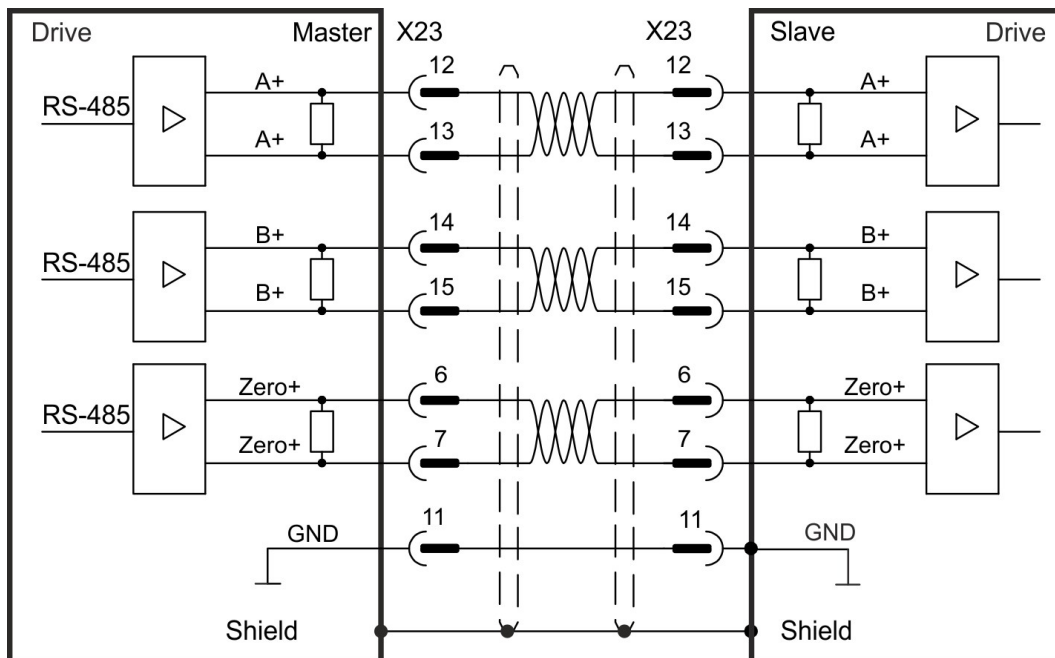 Drive Master X23 X23 Slave Drive
12 12
A+ A+
RS-485
13 13
A+ A+
14 14
B+ B+
RS-485
15 15
B+ B+
6 6
Zero+ Zero+
RS-485
7 7
Zero+ Zero+
11 11
GND GND
Shield Shield